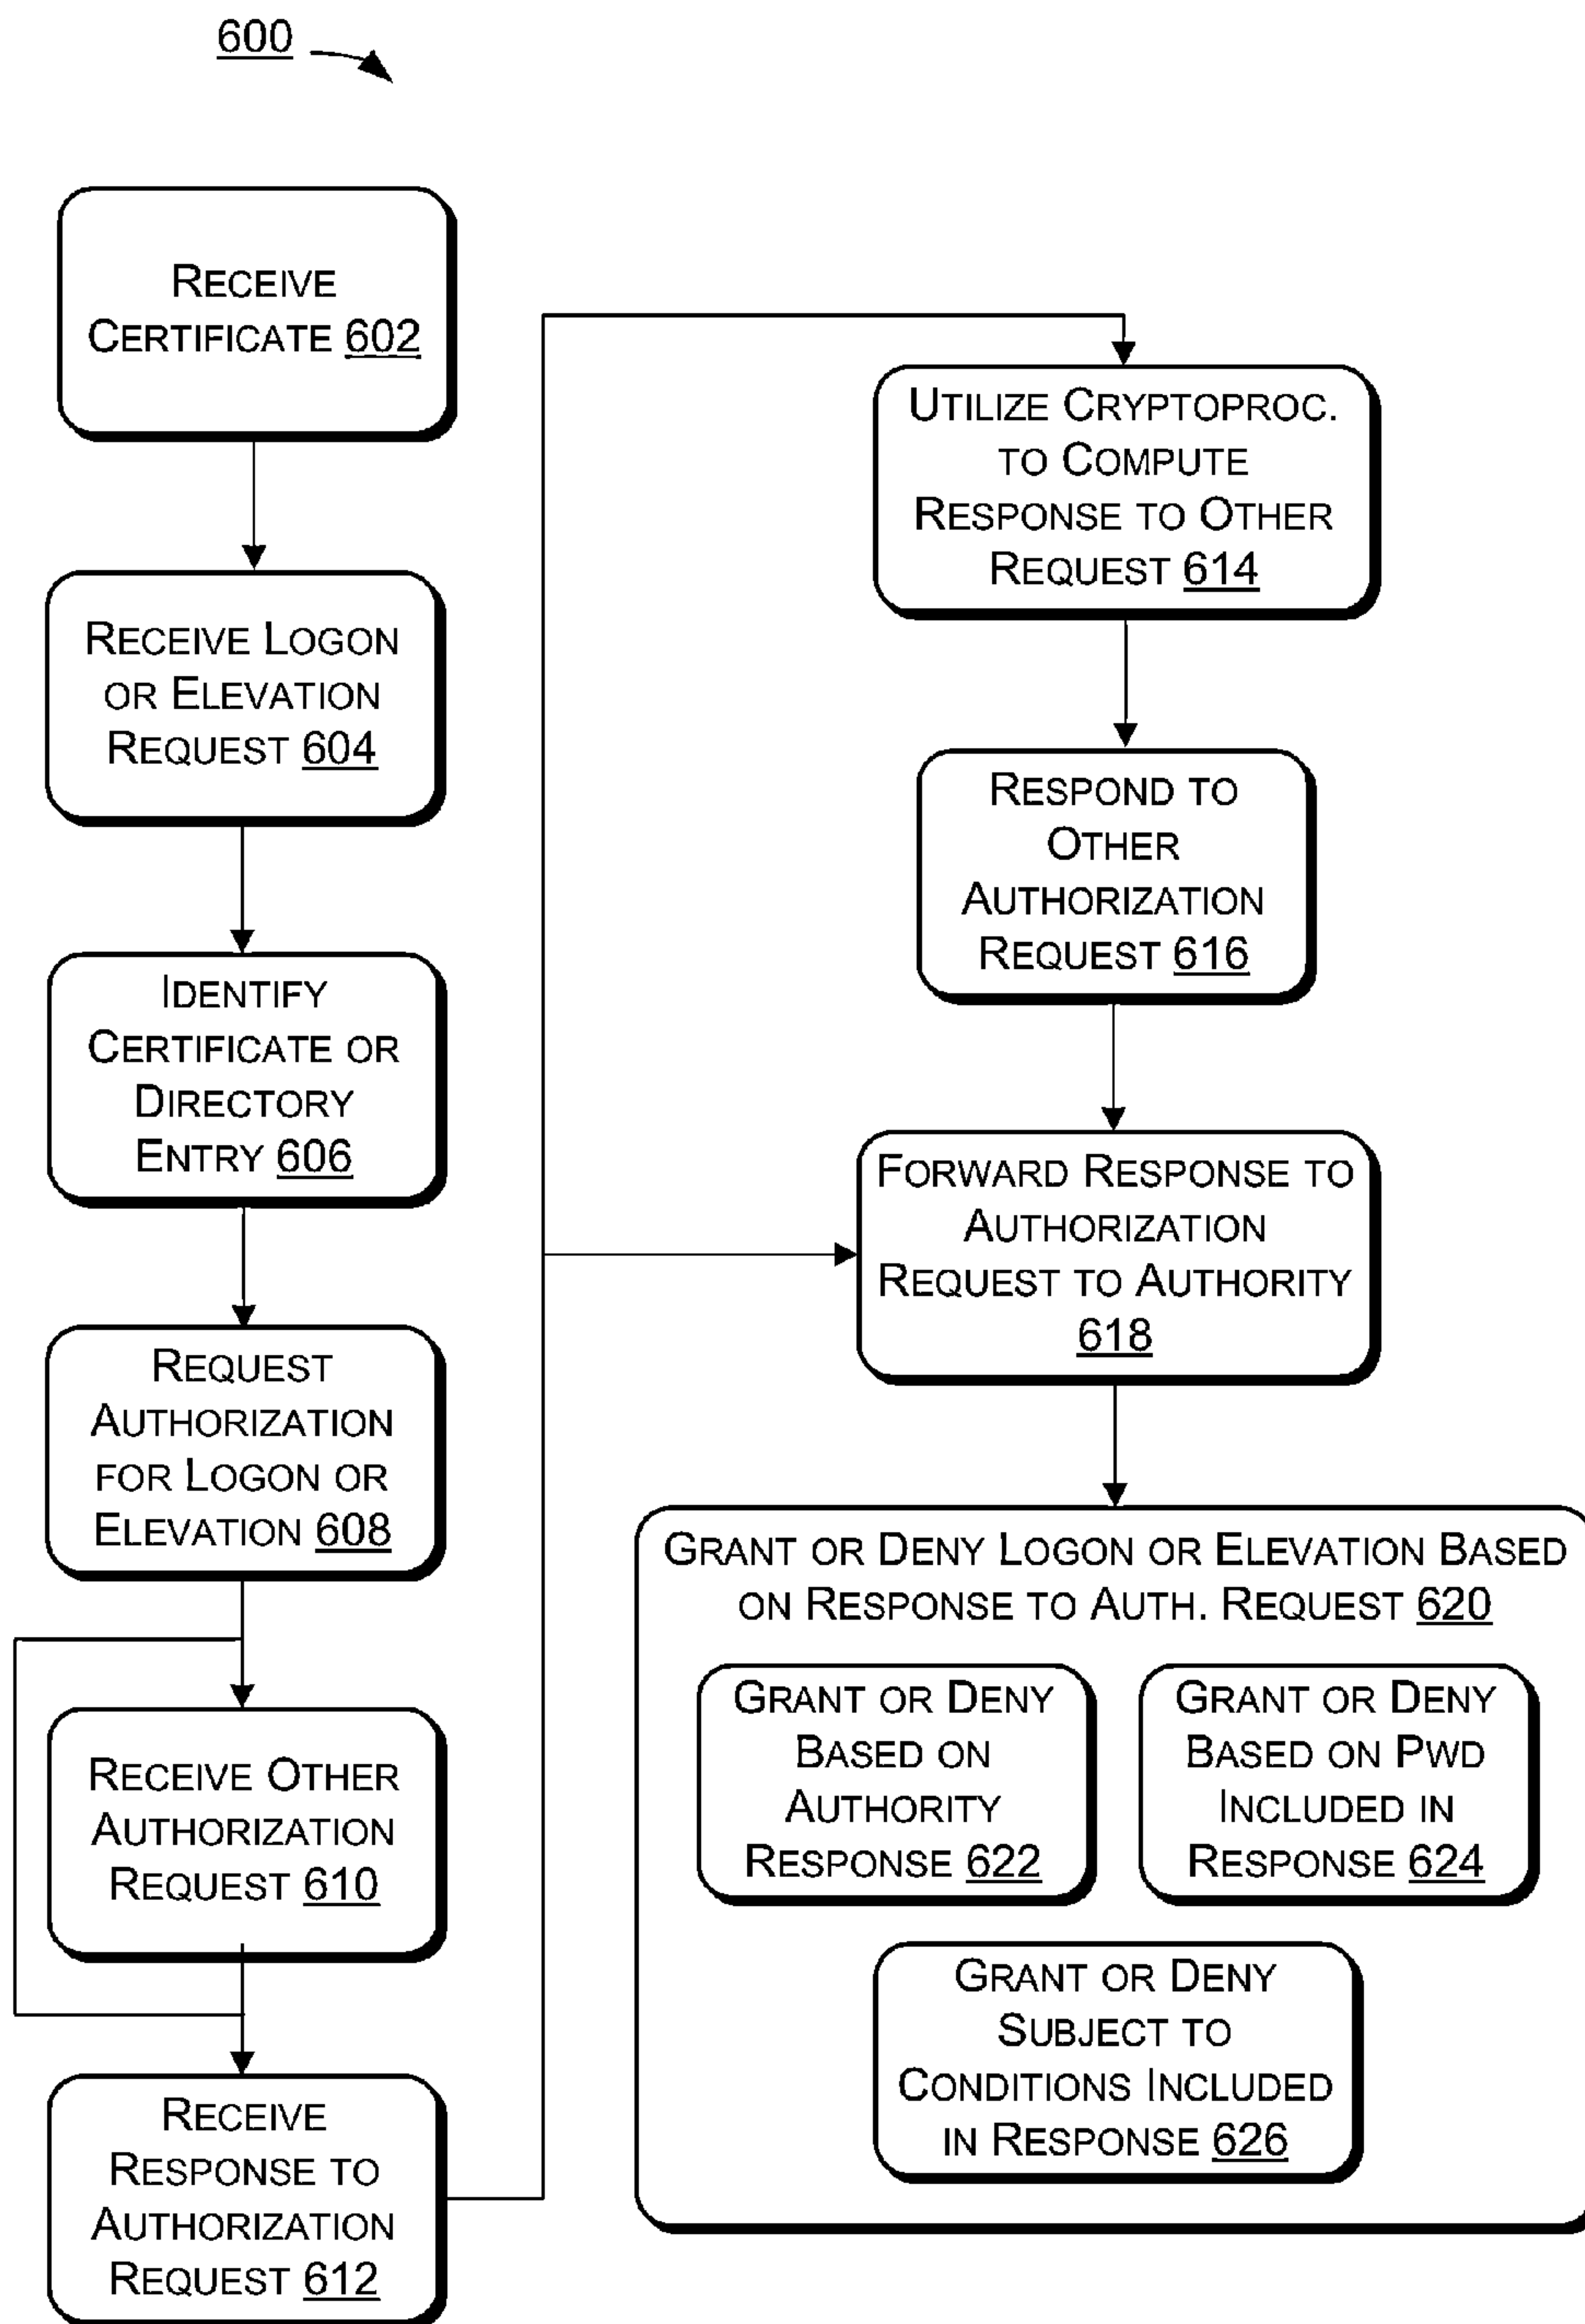 600
RECEIVE
CERTIFICATE 602
RECEIVE LOGON
OR ELEVATION
REQUEST 604
IDENTIFY
CERTIFICATE OR
DIRECTORY
ENTRY 606
REQUEST
AUTHORIZATION
FOR LOGON OR
ELEVATION 608
RECEIVE OTHER
AUTHORIZATION
REQUEST 610
RECEIVE
RESPONSE TO
AUTHORIZATION
REQUEST 612
UTILIZE CRYPTOPROC.
TO COMPUTE
RESPONSE TO OTHER
REQUEST 614
RESPOND TO
OTHER
AUTHORIZATION
REQUEST 616
FORWARD RESPONSE TO
AUTHORIZATION
REQUEST TO AUTHORITY
618
GRANT OR DENY LOGON OR ELEVATION BASED
ON RESPONSE TO AUTH. REQUEST 620
GRANT OR DENY
BASED ON
AUTHORITY
RESPONSE 622
GRANT OR DENY
BASED ON PWD
INCLUDED IN
RESPONSE 624
GRANT OR DENY
SUBJECT TO
CONDITIONS INCLUDED
IN RESPONSE 626